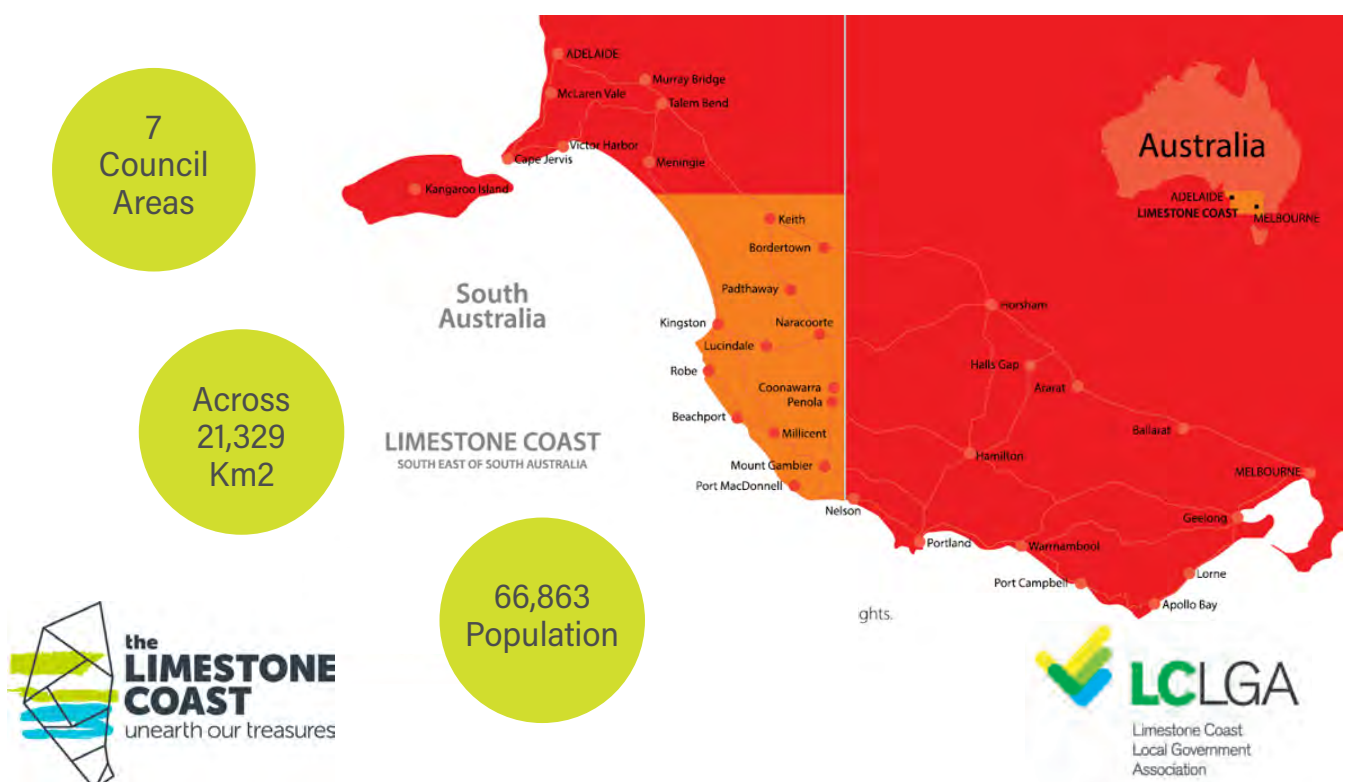 7
Council
Areas
Across
21,329
Km2
66,863
Population
South
Australia
LIMESTONE COAST
SOUTH EAST OF SOUTH AUSTRALIA
ADELAIDE
Murray Bridge
McLaren Vale
Talem Bend
Victor Harbor
Cape Jervis
Meningie
Kangaroo Island
Keith
Bordertown
Padthaway
Kingston
Naracoorte
Lucindale
Robe
Coonawarra
Penola
Beachport
Millicent
Mount Gambier
Port MacDonnell
Nelson
Horsham
Halls Gap
Ararat
Ballarat
Hamilton
MELBOURNE
Geelong
Portland
Warrnambool
Lorne
Port Campbell
Apollo Bay
Australia
ADELAIDE
LIMESTONE COAST
MELBOURNE
ghts.
the
LIMESTONE
COAST
unearth our treasures
LCLGA
Limestone Coast
Local Government
Association